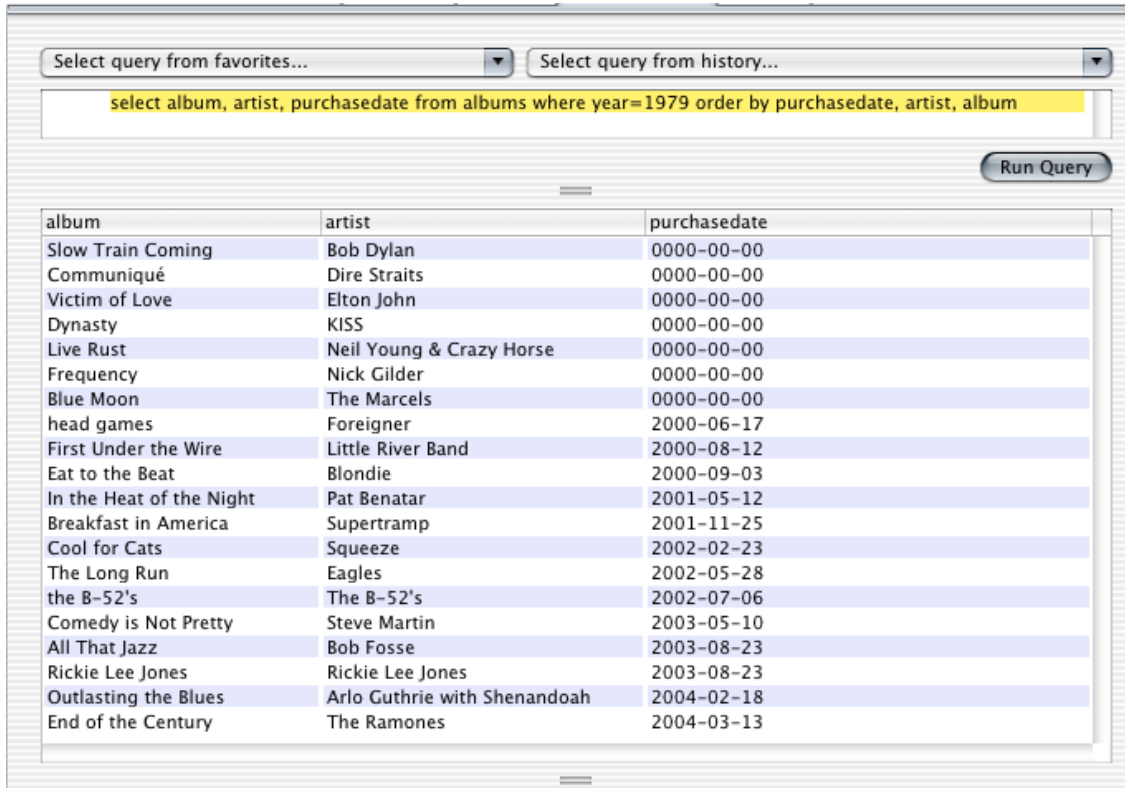 Select query from favorites... Select query from history...
select album, artist, purchasedate from albums where year=1979 order by purchasedate, artist, album
Run Query
album artist purchasedate
Slow Train Coming Bob Dylan 0000-00-00
Communiqué Dire Straits 0000-00-00
Victim of Love Elton John 0000-00-00
Dynasty KISS 0000-00-00
Live Rust Neil Young & Crazy Horse 0000-00-00
Frequency Nick Gilder 0000-00-00
Blue Moon The Marcels 0000-00-00
head games Foreigner 2000-06-17
First Under the Wire Little River Band 2000-08-12
Eat to the Beat Blondie 2000-09-03
In the Heat of the Night Pat Benatar 2001-05-12
Breakfast in America Supertramp 2001-11-25
Cool for Cats Squeeze 2002-02-23
The Long Run Eagles 2002-05-28
the B-52's The B-52's 2002-07-06
Comedy is Not Pretty Steve Martin 2003-05-10
All That Jazz Bob Fosse 2003-08-23
Rickie Lee Jones Rickie Lee Jones 2003-08-23
Outlasting the Blues Arlo Guthrie with Shenandoah 2004-02-18
End of the Century The Ramones 2004-03-13